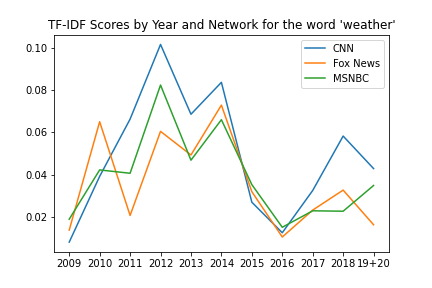 TF-IDF Scores by Year and Network for the word 'weather'
CNN
Fox News
MSNBC
0.10
0.08
0.06
0.04
0.02
2009 2010 2011 2012 2013 2014 2015 2016 2017 2018 19+20